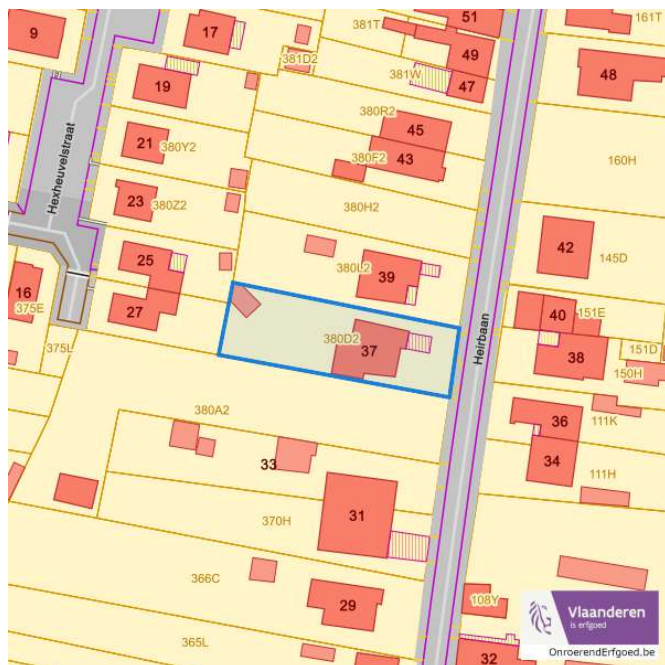 9
17
381T
51
161T
381D2
49
48
19
381W
47
H
380R2
45
21
380Y2
380F2
43
160H
Hexheuvelstraat
23
380Z2
380H2
42
145D
25
380L2
39
16
375E
27
40
151E
380D2
37
Heirbaan
38
151D
150H
375L
380A2
36
111K
33
34
111H
31
370H
366C
29
108Y
365L
32
Vlaanderen
is erfgoed
OnroerendErfgoed.be